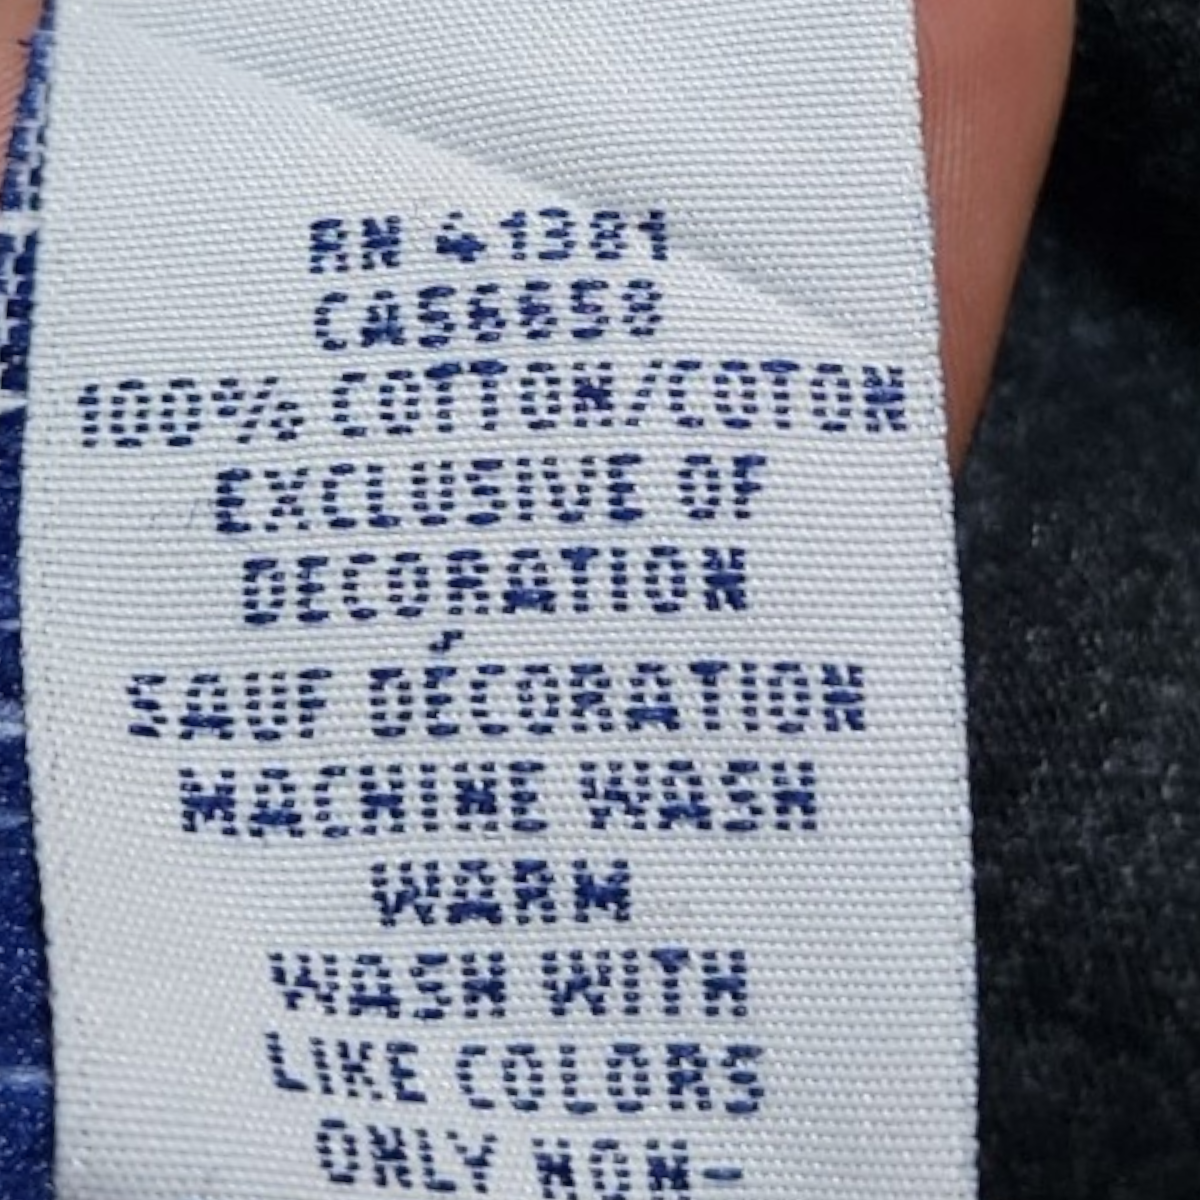 RN 41381
CA56658
100% COTTON/COTON
EXCLUSIVE OF
DECORATION
SAUF DÉCORATION
MACHINE WASH
WARM
WASH WITH
LIKE COLORS
ONLY NON-